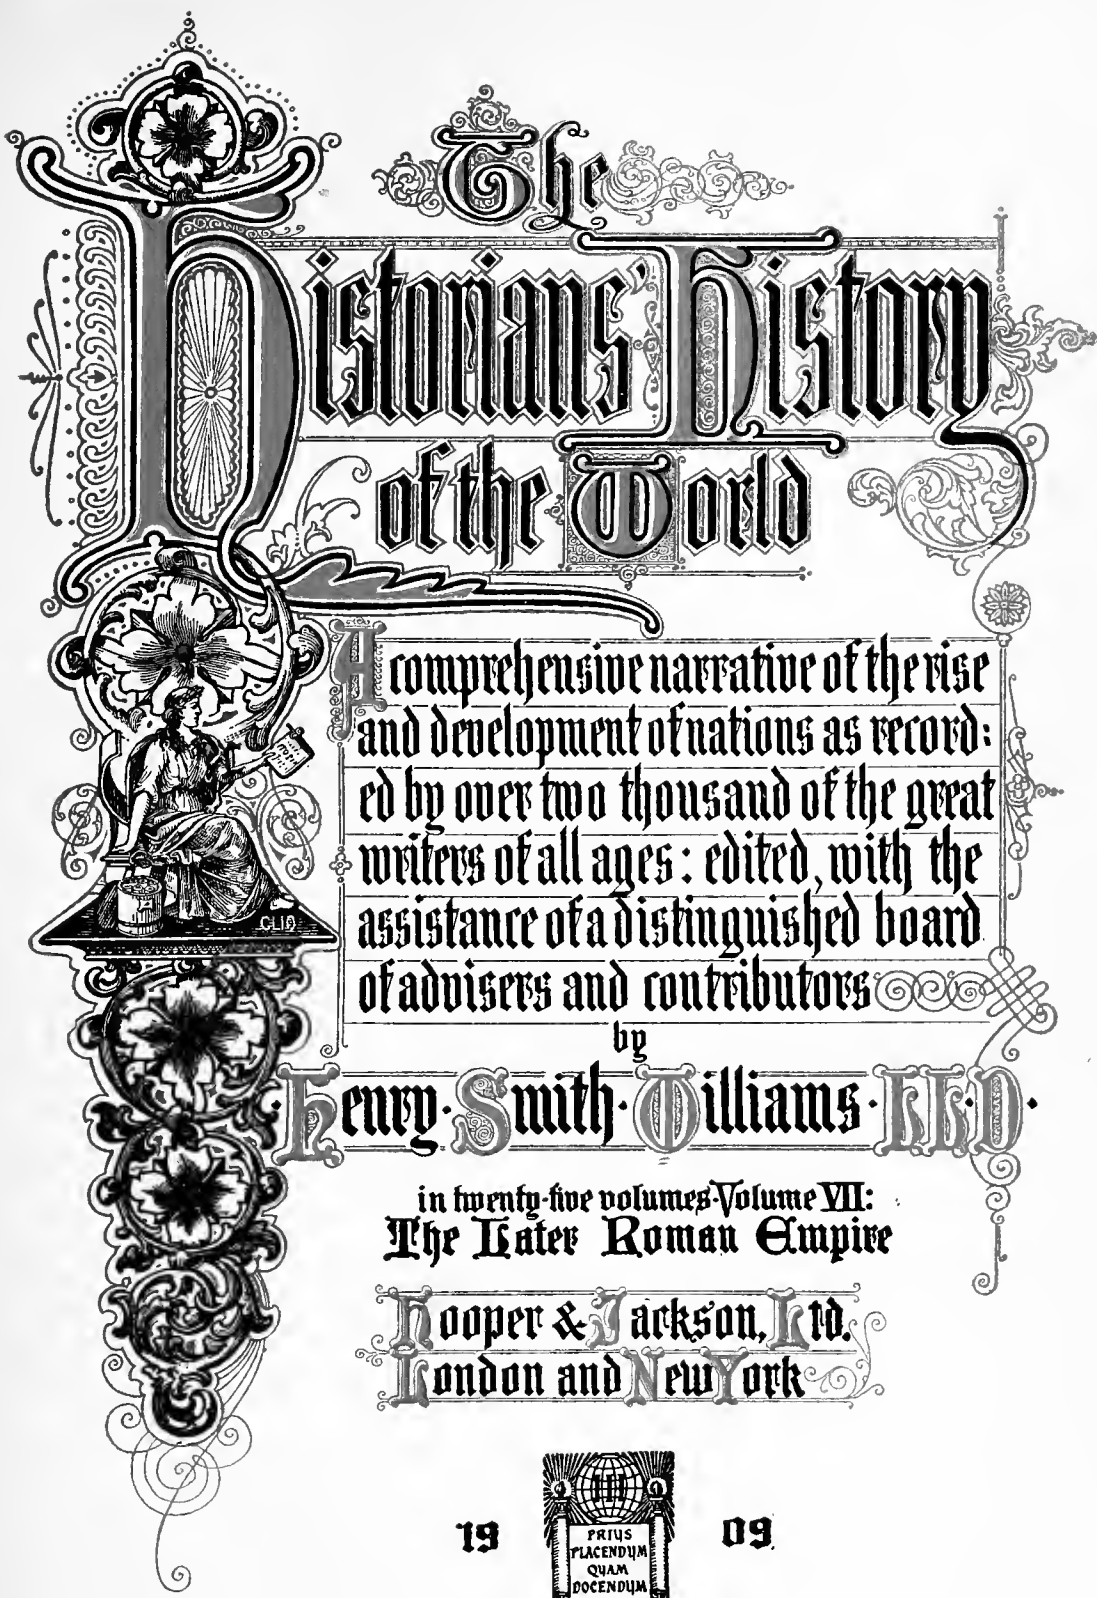 The
Historians' History
of the World
A comprehensive narrative of the rise
and development of nations as record:
ed by over two thousand of the great
writers of all ages: edited, with the
assistance of a distinguished board
of advisers and contributors
by
Henry · Smith · Williams · LL · D ·
in twenty-five volumes · Volume VII:
The Later Roman Empire
Hooper & Jackson, Ltd.
London and New York
CLIO
19 09
PRIUS
PLACENDUM
QUAM
DOCENDUM